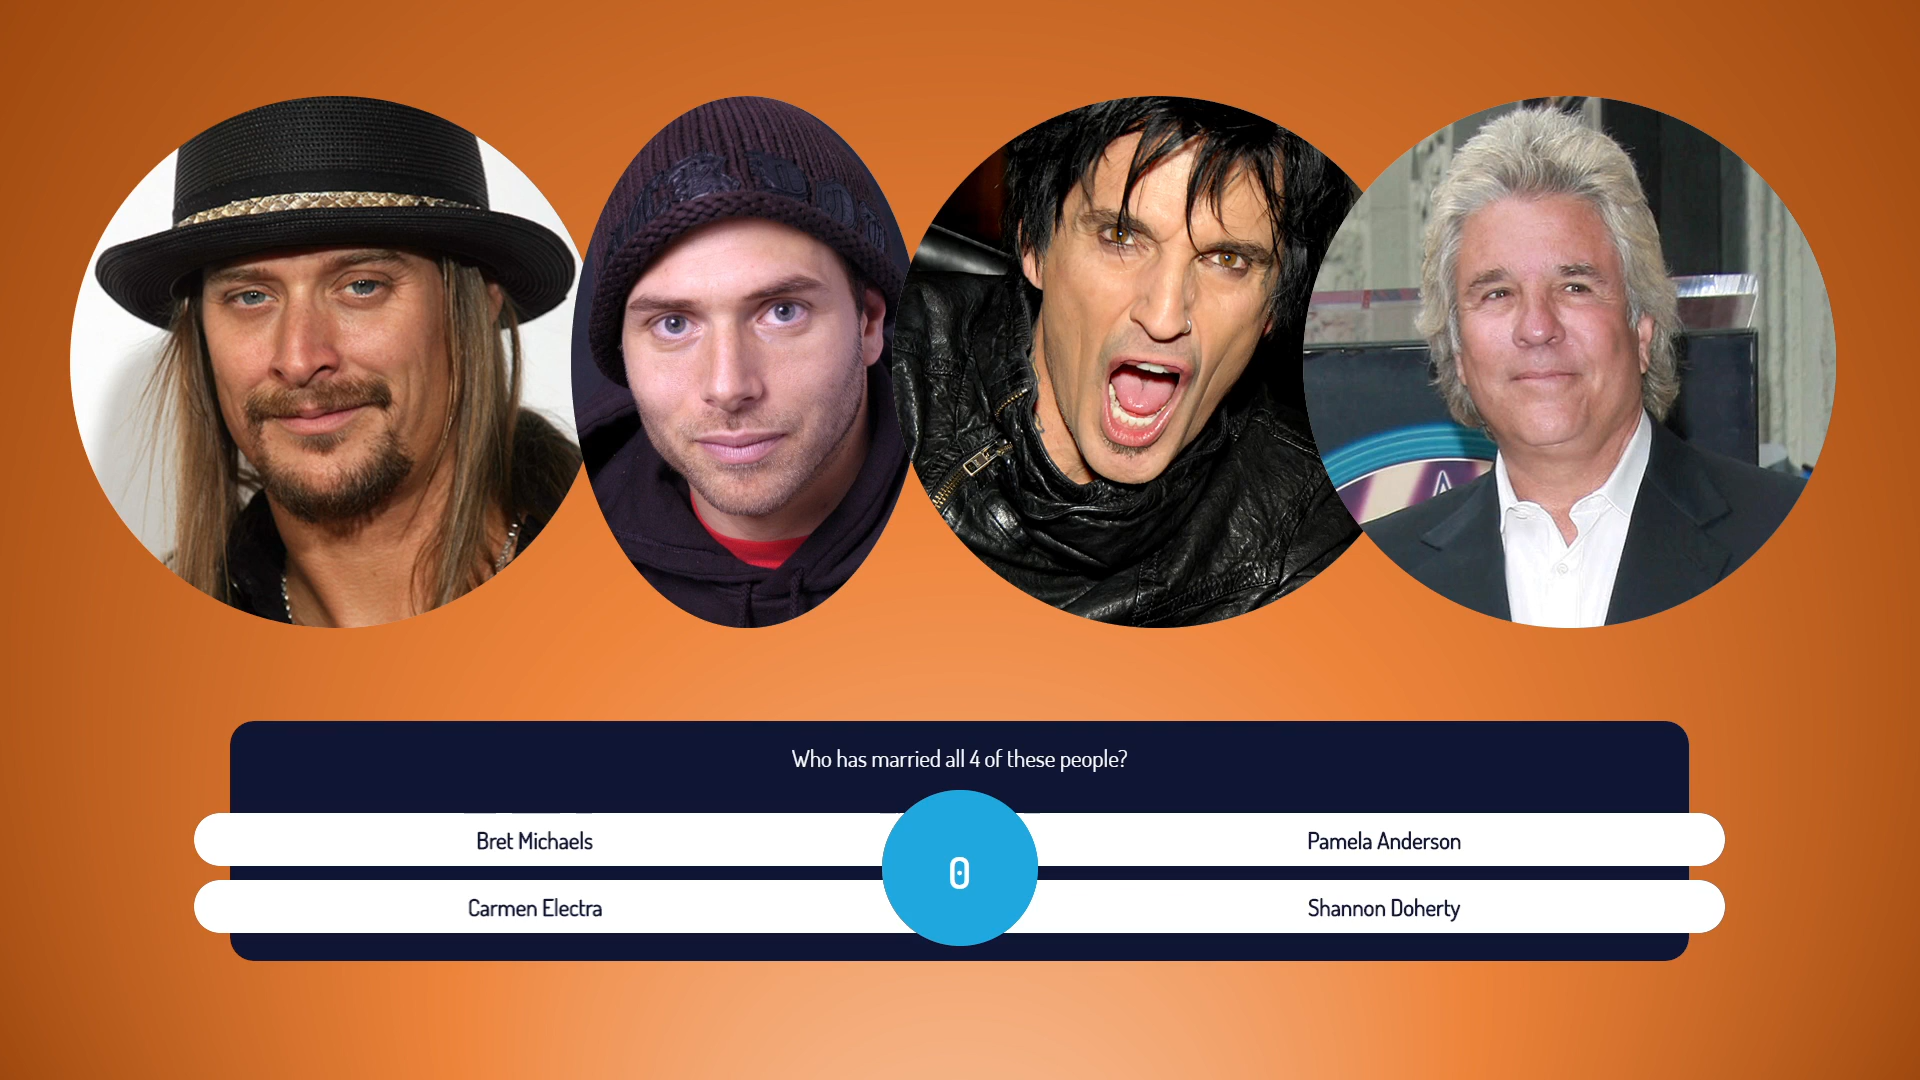 Who has married all 4 of these people?
Bret Michaels
Pamela Anderson
0
Carmen Electra
Shannon Doherty